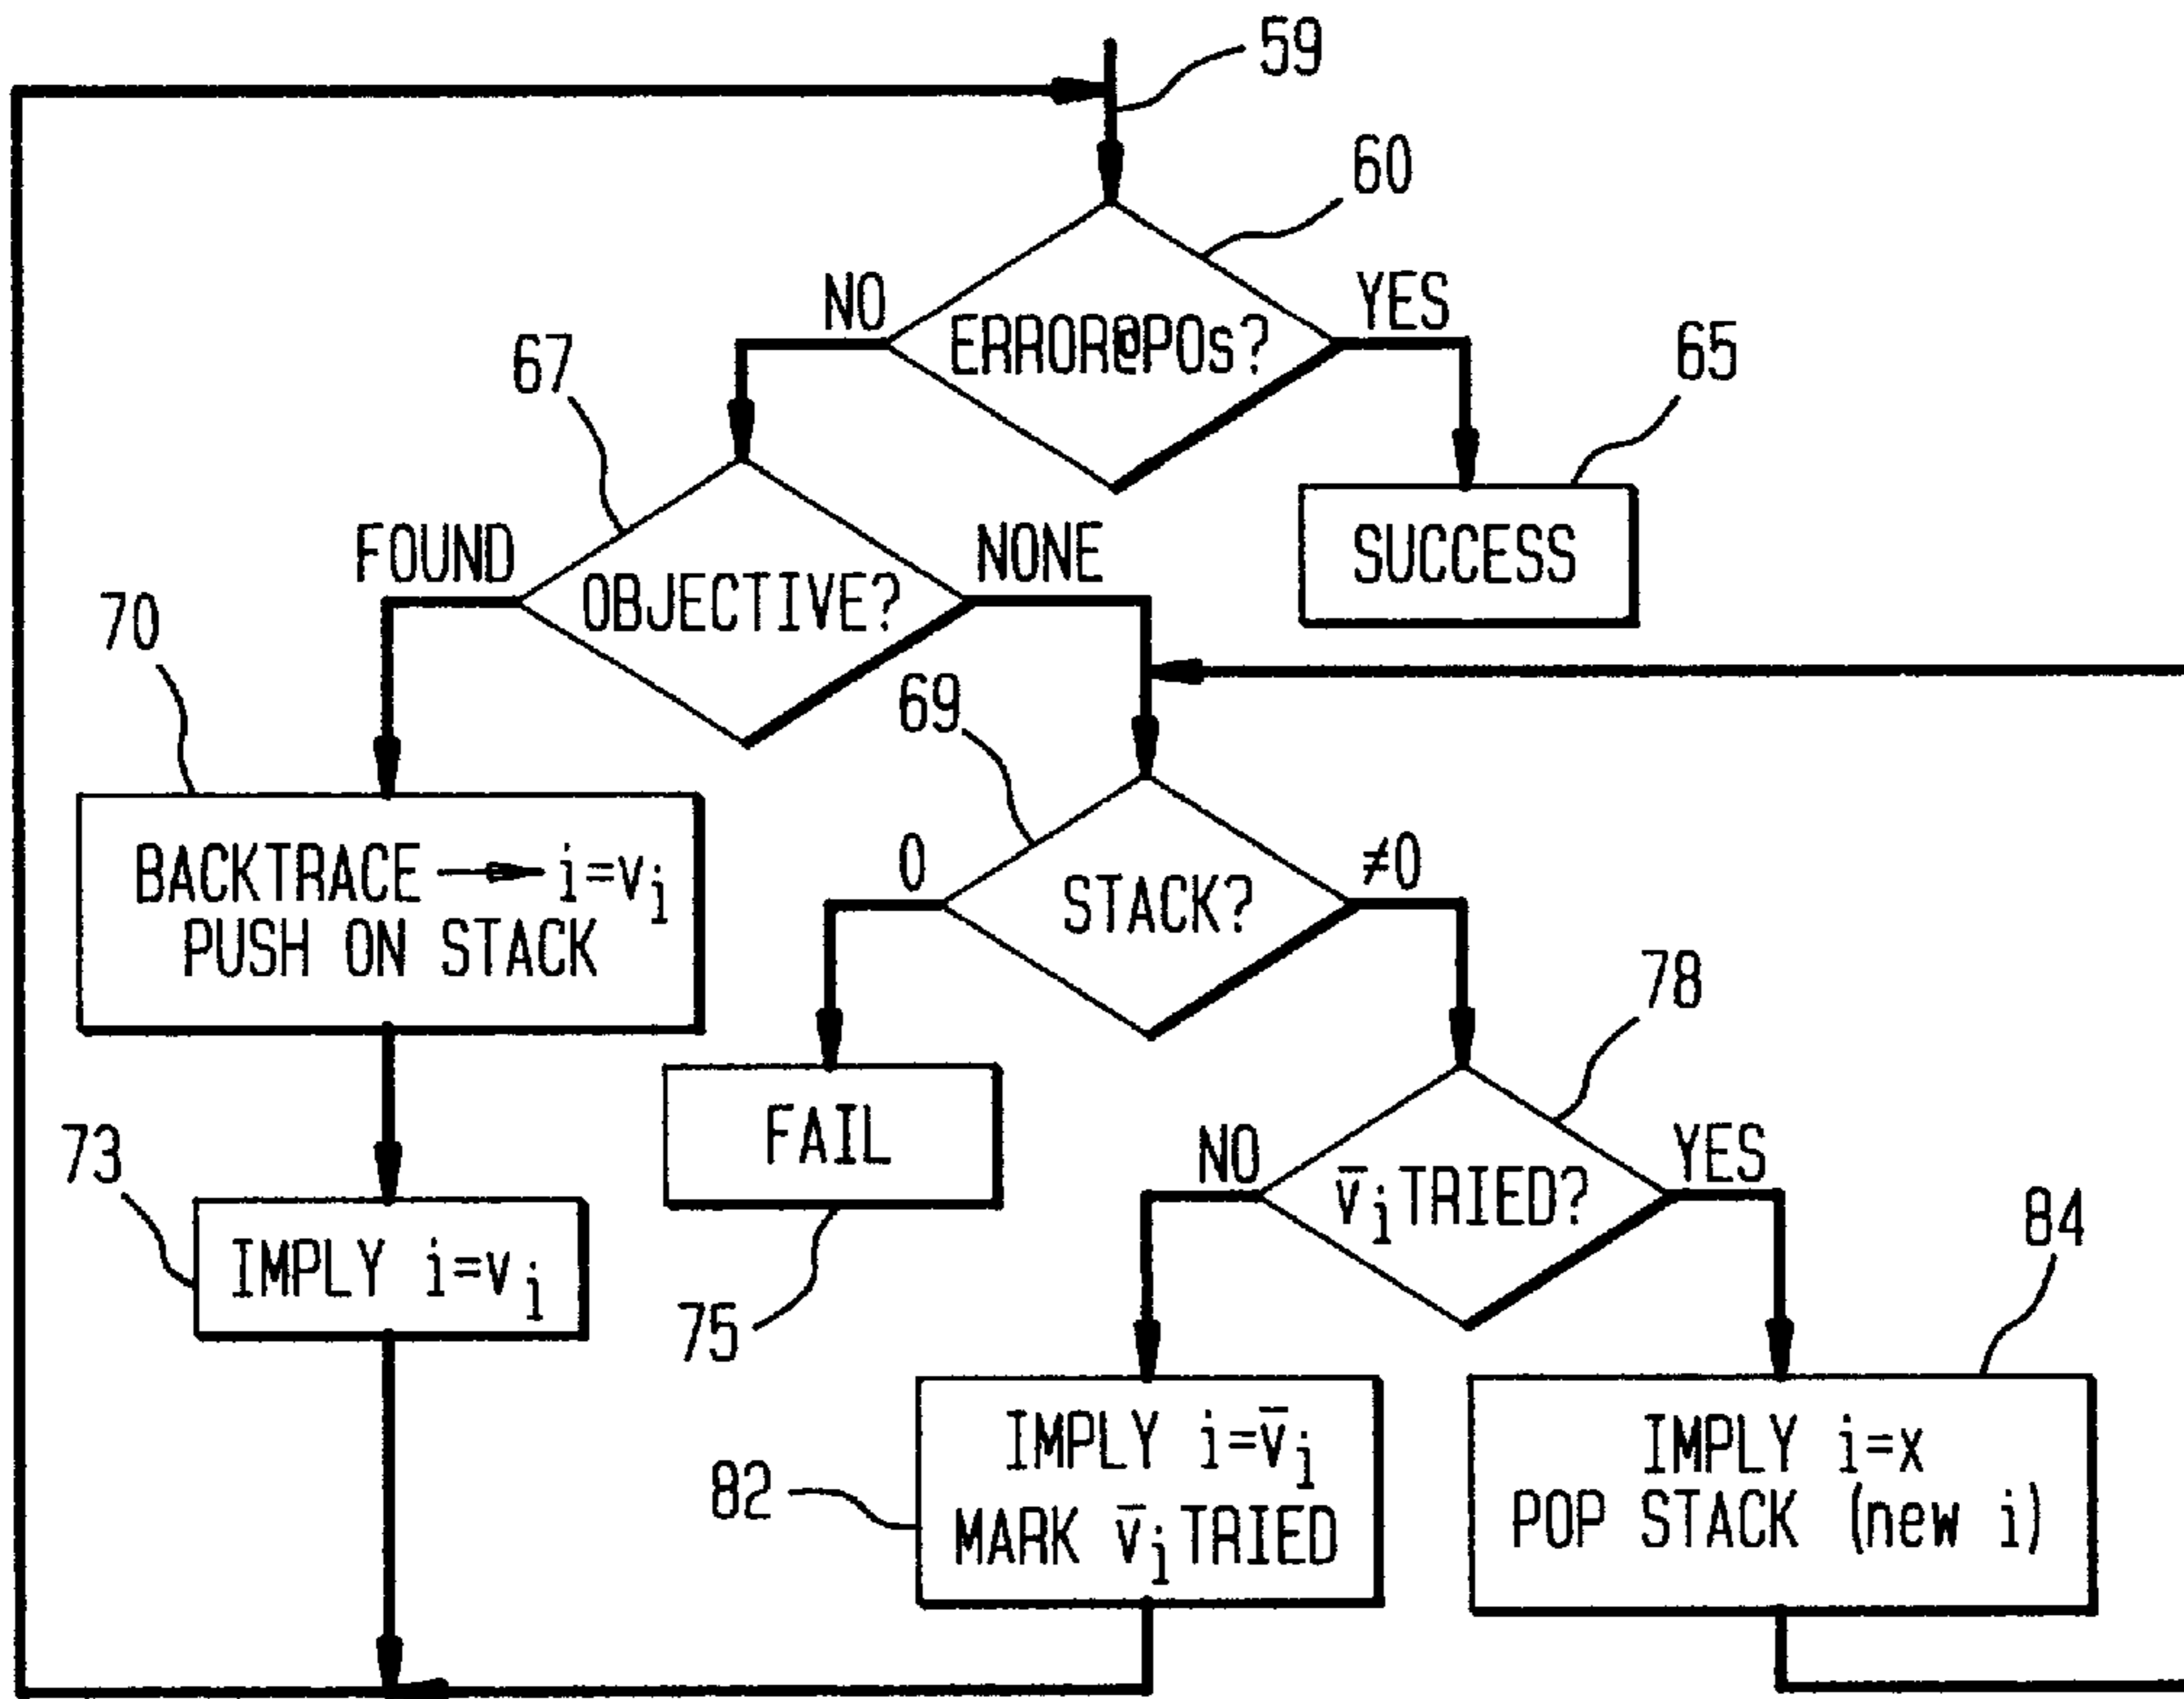 59
60
NO
YES
ERROR@POs?
67
65
FOUND
NONE
SUCCESS
OBJECTIVE?
70
69
BACKTRACE → i=vᵢ
PUSH ON STACK
0
≠0
STACK?
78
73
FAIL
NO
YES
v̄ᵢ TRIED?
84
IMPLY i=vᵢ
75
IMPLY i=v̄ᵢ
MARK v̄ᵢ TRIED
82
IMPLY i=x
POP STACK (new i)